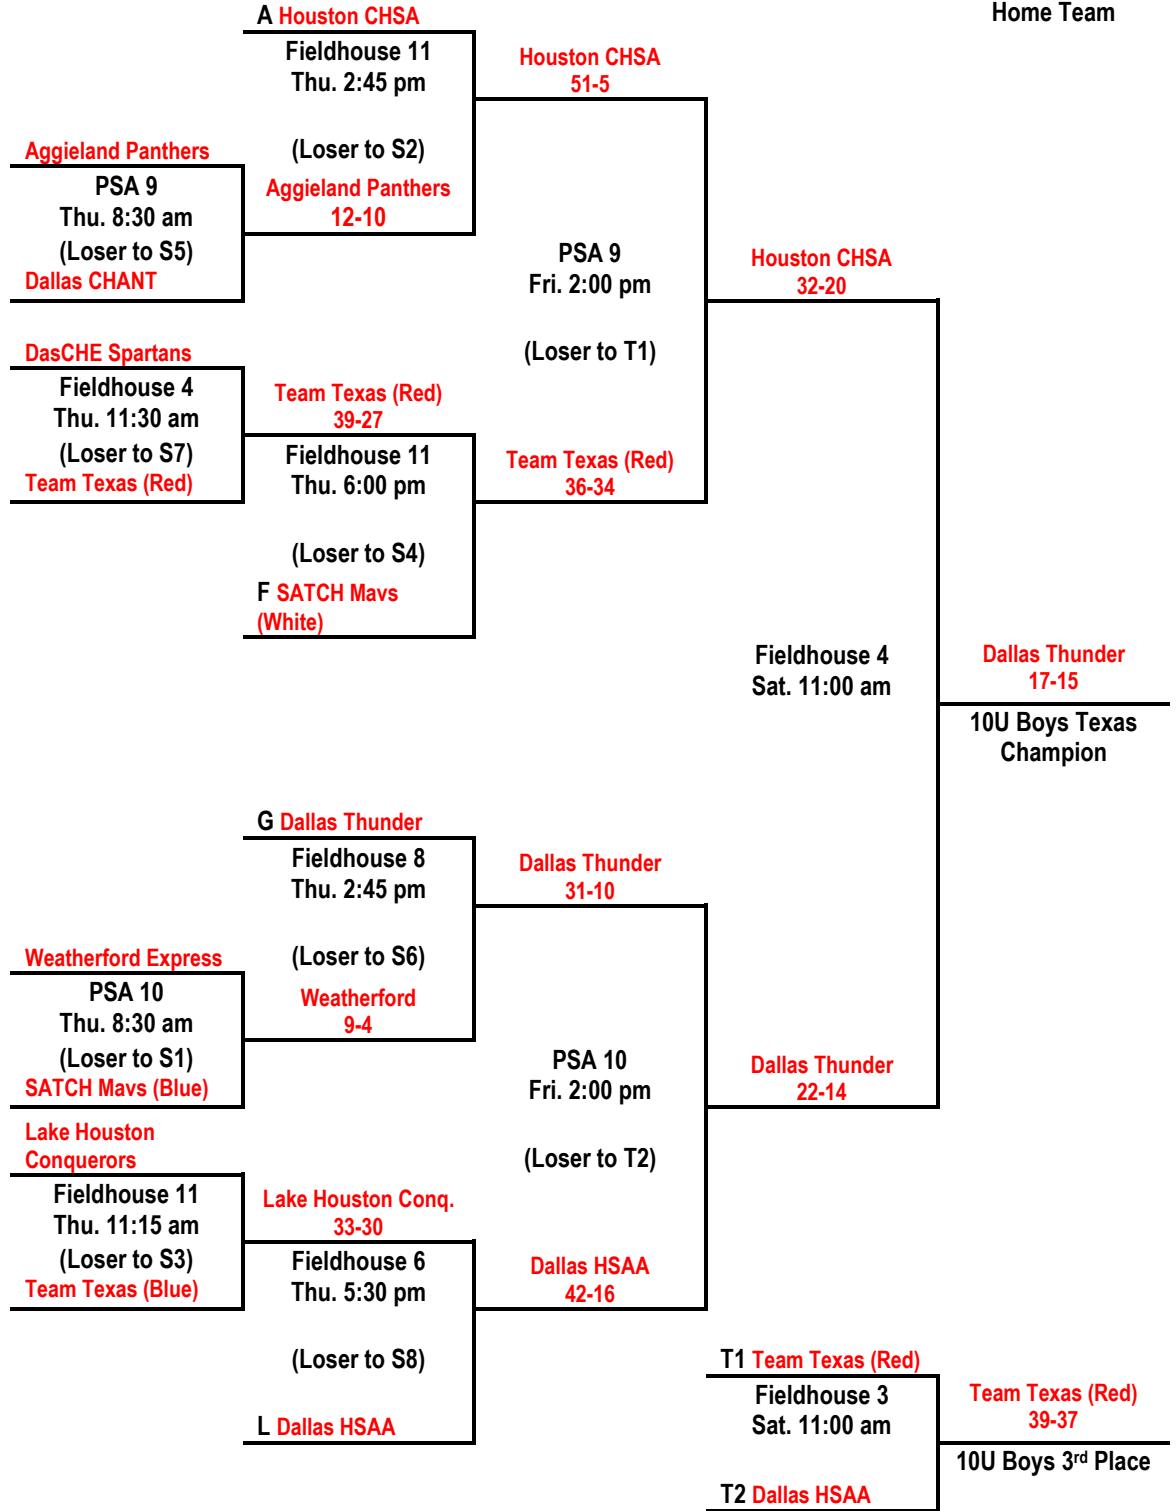 A Houston CHSA
Home Team
Fieldhouse 11
Thu. 2:45 pm
(Loser to S2)
Houston CHSA
51-5
Aggieland Panthers
PSA 9
Thu. 8:30 am
(Loser to S5)
Dallas CHANT
Aggieland Panthers
12-10
PSA 9
Fri. 2:00 pm
(Loser to T1)
Houston CHSA
32-20
DasCHE Spartans
Fieldhouse 4
Thu. 11:30 am
(Loser to S7)
Team Texas (Red)
Team Texas (Red)
39-27
Fieldhouse 11
Thu. 6:00 pm
(Loser to S4)
F SATCH Mavs
(White)
Team Texas (Red)
36-34
Fieldhouse 4
Sat. 11:00 am
Dallas Thunder
17-15
10U Boys Texas
Champion
G Dallas Thunder
Fieldhouse 8
Thu. 2:45 pm
(Loser to S6)
Dallas Thunder
31-10
Weatherford Express
PSA 10
Thu. 8:30 am
(Loser to S1)
SATCH Mavs (Blue)
Weatherford
9-4
PSA 10
Fri. 2:00 pm
(Loser to T2)
Dallas Thunder
22-14
Lake Houston
Conquerors
Fieldhouse 11
Thu. 11:15 am
(Loser to S3)
Team Texas (Blue)
Lake Houston Conq.
33-30
Fieldhouse 6
Thu. 5:30 pm
(Loser to S8)
L Dallas HSAA
Dallas HSAA
42-16
T1 Team Texas (Red)
Fieldhouse 3
Sat. 11:00 am
T2 Dallas HSAA
Team Texas (Red)
39-37
10U Boys 3rd Place